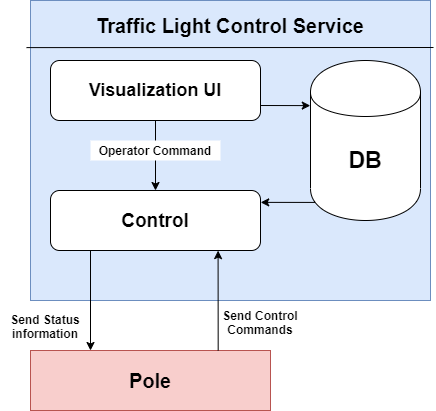 Traffic Light Control Service
Visualization UI
Operator Command
DB
Control
Send Status
information
Send Control
Commands
Pole